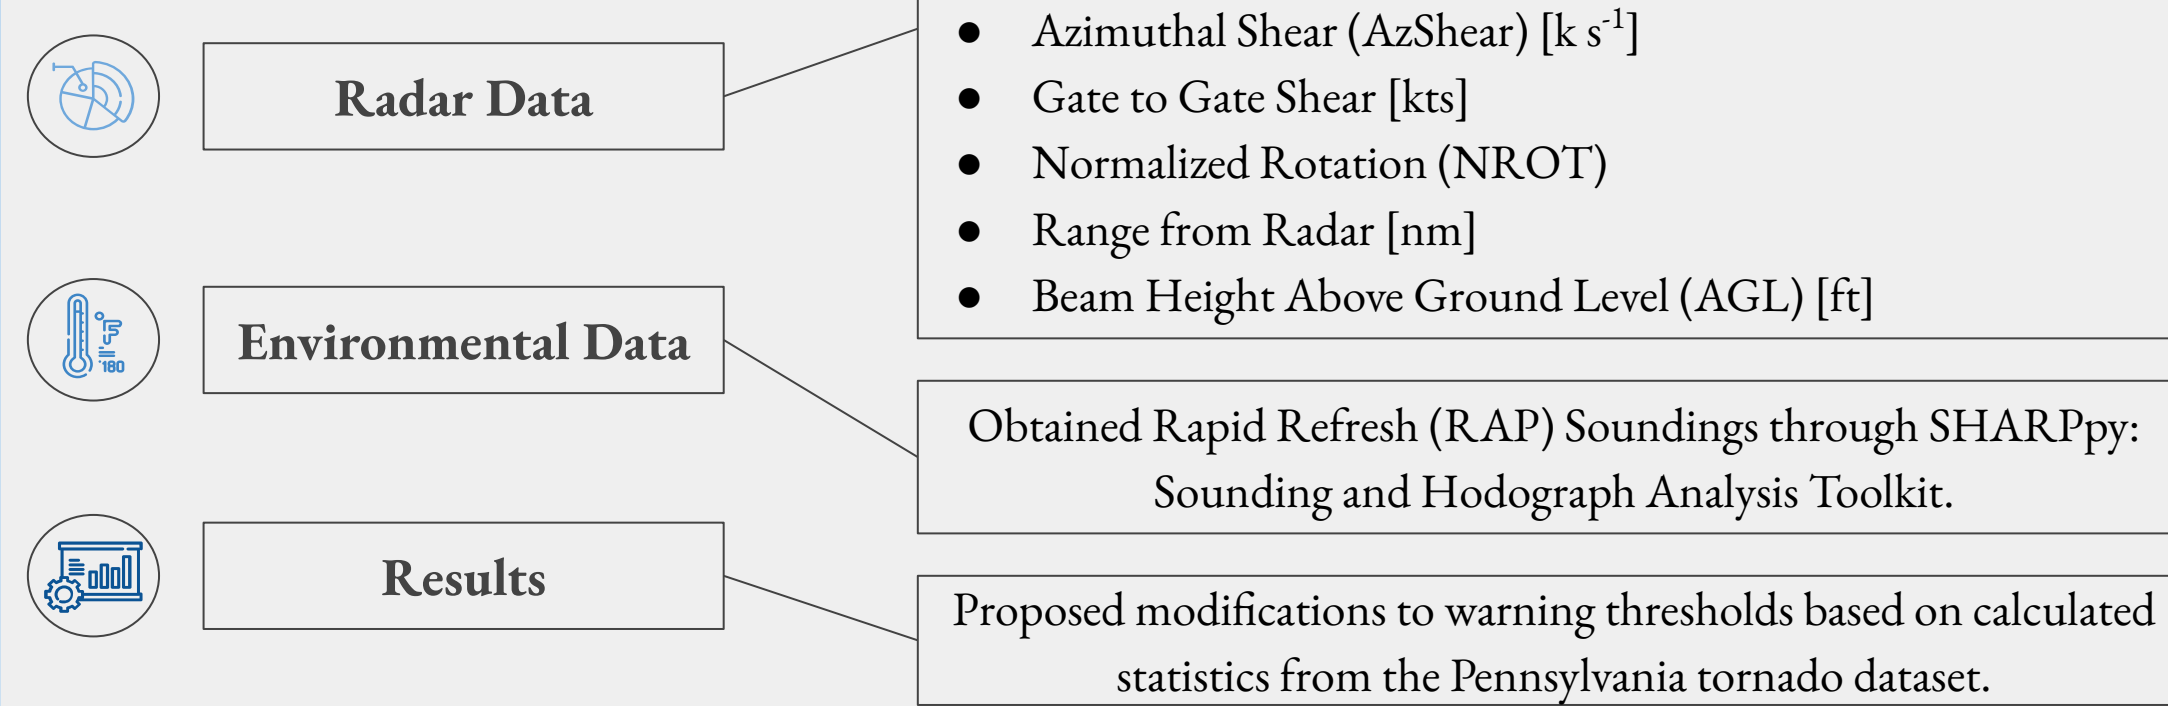 Radar Data
● Azimuthal Shear (AzShear) [k s⁻¹]
● Gate to Gate Shear [kts]
● Normalized Rotation (NROT)
● Range from Radar [nm]
● Beam Height Above Ground Level (AGL) [ft]
°F
180
Environmental Data
Obtained Rapid Refresh (RAP) Soundings through SHARPpy:
Sounding and Hodograph Analysis Toolkit.
Results
Proposed modifications to warning thresholds based on calculated
statistics from the Pennsylvania tornado dataset.